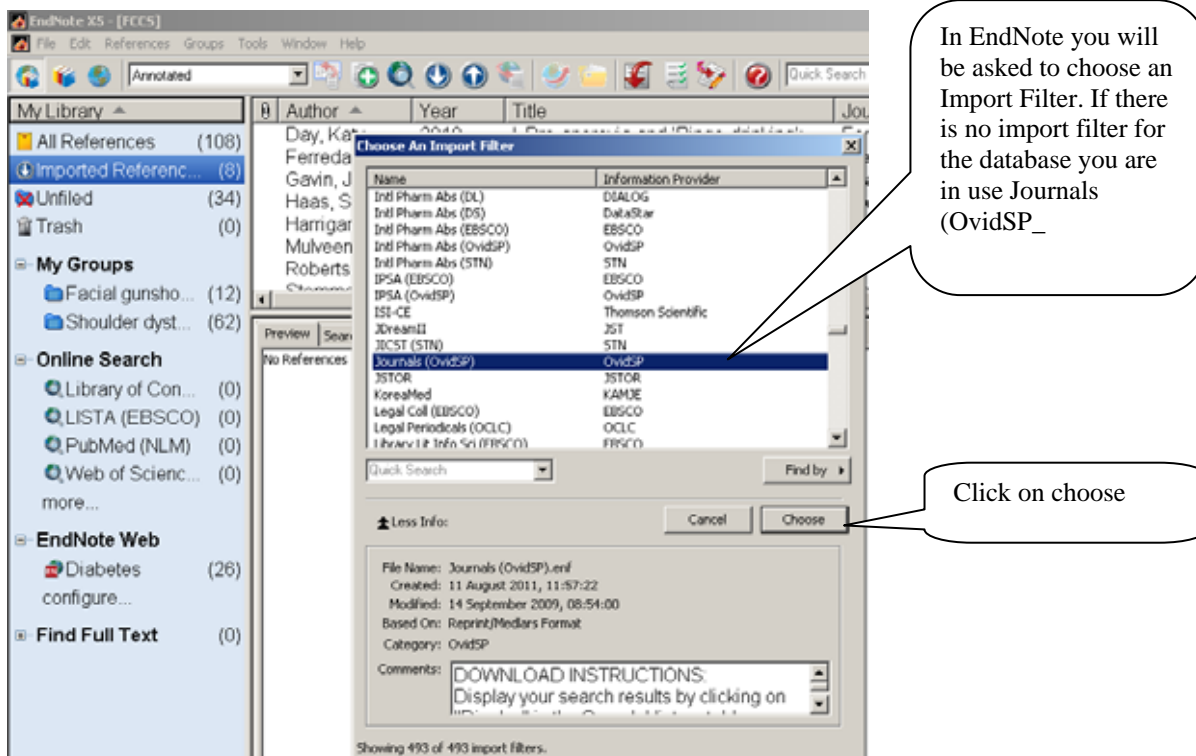 EndNote X5 - [FCCS]
File Edit References Groups Tools Window Help
Annotated
Quick Search
My Library
All References (108)
Imported Referenc... (8)
Unfiled (34)
Trash (0)
My Groups
Facial gunsho... (12)
Shoulder dyst... (62)
Online Search
Library of Con... (0)
LISTA (EBSCO) (0)
PubMed (NLM) (0)
Web of Scienc... (0)
more...
EndNote Web
Diabetes (26)
configure...
Find Full Text (0)
Author Year Title Jou
Day, Katy 2010
Ferreda
Gavin, J
Haas, S
Harrigan
Mulveen
Roberts
Preview Sear
No References
Choose An Import Filter
Name Information Provider
Intl Pharm Abs (DL) DIALOG
Intl Pharm Abs (DS) DataStar
Intl Pharm Abs (EBSCO) EBSCO
Intl Pharm Abs (OvidSP) OvidSP
Intl Pharm Abs (STN) STN
IPSA (EBSCO) EBSCO
IPSA (OvidSP) OvidSP
ISI-CE Thomson Scientific
JDreamII JST
JICST (STN) STN
Journals (OvidSP) OvidSP
JSTOR JSTOR
KoreaMed KAMJE
Legal Coll (EBSCO) EBSCO
Legal Periodicals (OCLC) OCLC
Library Lit Info Sci (EBSCO) EBSCO
Quick Search
Find by
Less Info:
Cancel Choose
File Name: Journals (OvidSP).enf
Created: 11 August 2011, 11:57:22
Modified: 14 September 2009, 08:54:00
Based On: Reprint/Medlars Format
Category: OvidSP
Comments: DOWNLOAD INSTRUCTIONS:
Display your search results by clicking on
Showing 493 of 493 import filters.
In EndNote you will
be asked to choose an
Import Filter. If there
is no import filter for
the database you are
in use Journals
(OvidSP_
Click on choose